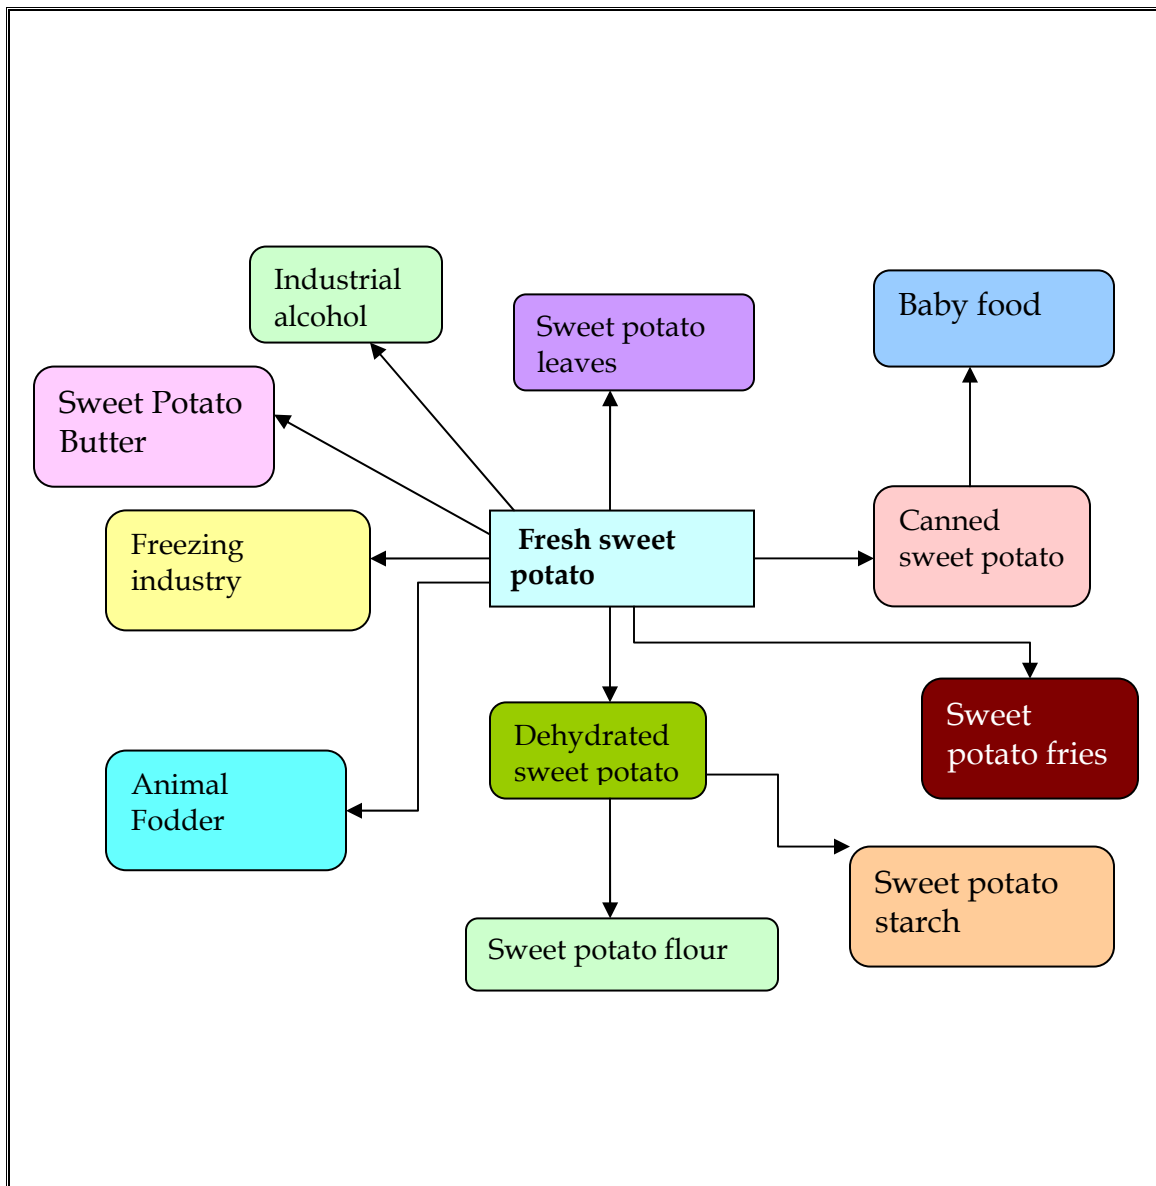 Industrial
alcohol
Sweet potato
leaves
Baby food
Sweet Potato
Butter
Freezing
industry
Fresh sweet
potato
Canned
sweet potato
Sweet
potato fries
Dehydrated
sweet potato
Animal
Fodder
Sweet potato
starch
Sweet potato flour